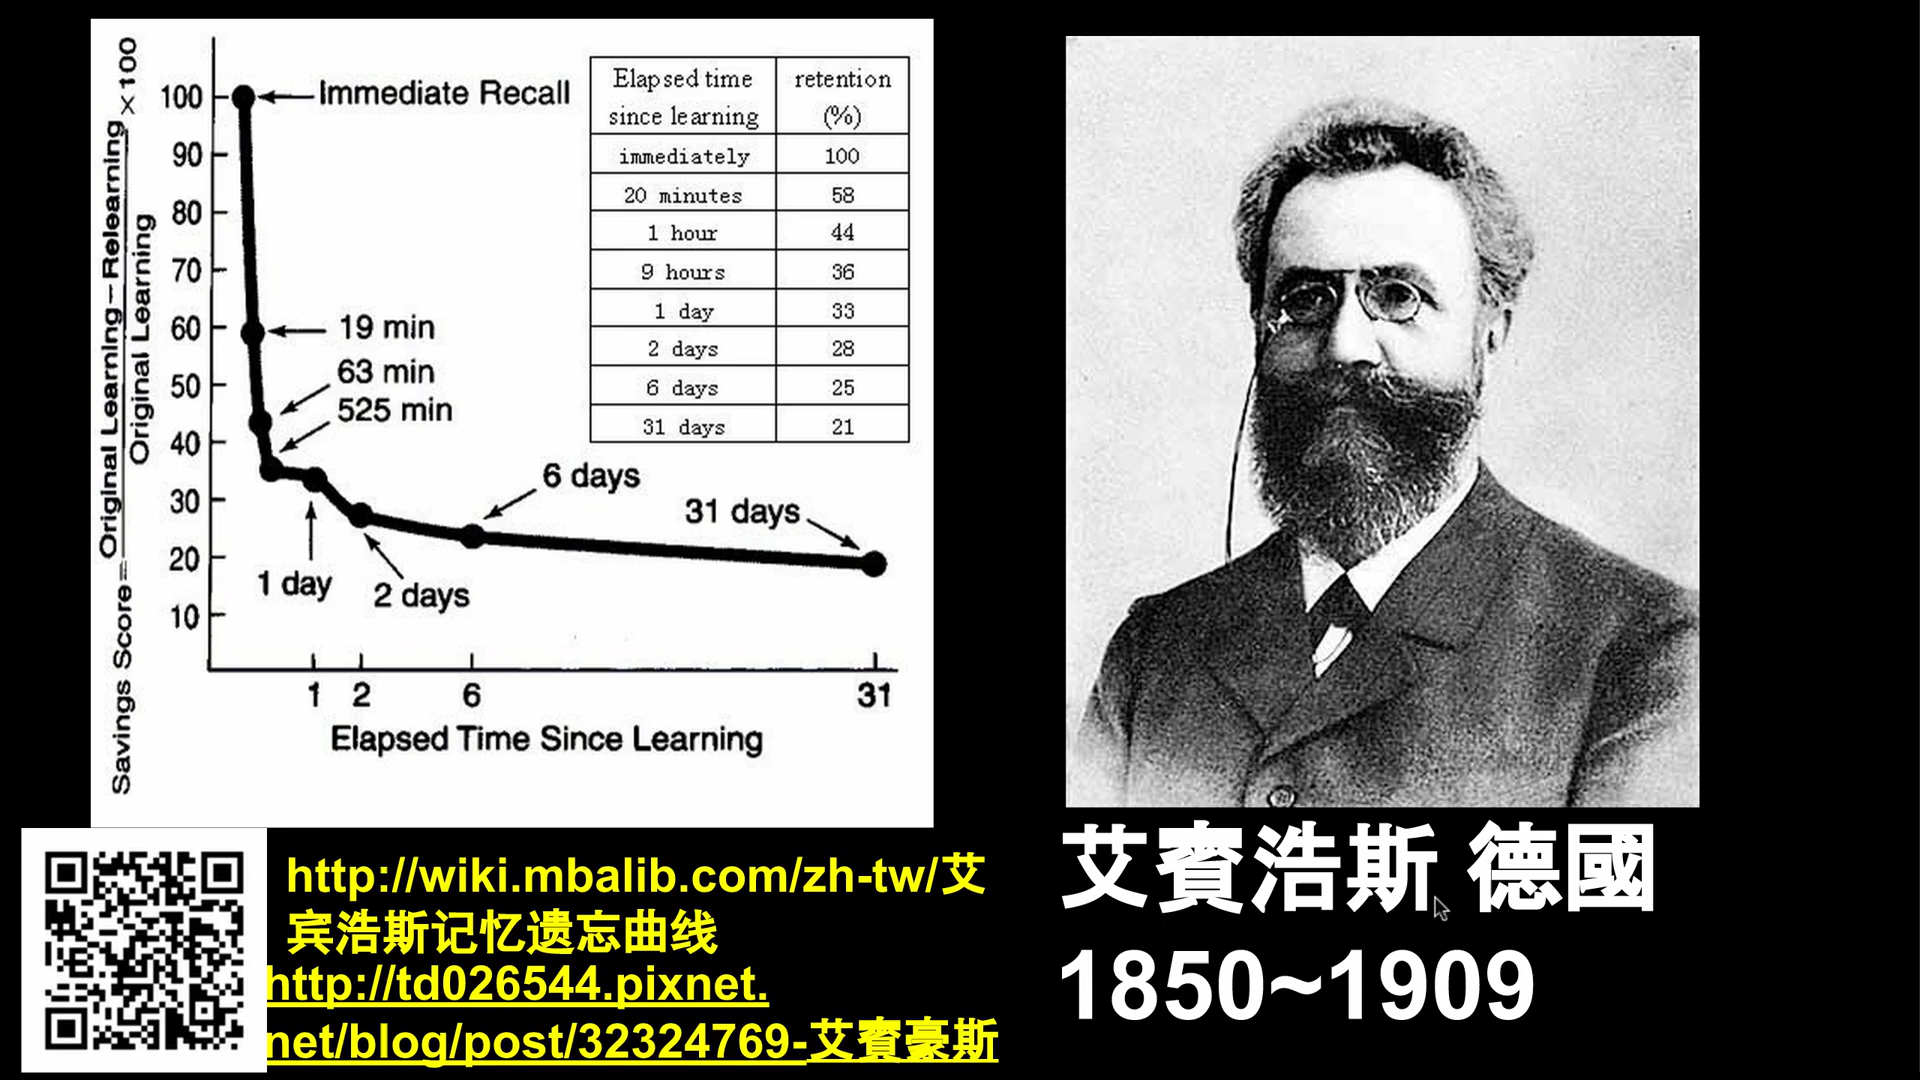 Savings Score= Original Learning–Relearning ×100
Original Learning
100
90
80
70
60
50
40
30
20
10
Immediate Recall
19 min
63 min
525 min
1 day
2 days
6 days
31 days
1 2 6 31
Elapsed Time Since Learning
Elapsed time since learning retention (%)
immediately 100
20 minutes 58
1 hour 44
9 hours 36
1 day 33
2 days 28
6 days 25
31 days 21
http://wiki.mbalib.com/zh-tw/艾
宾浩斯记忆遗忘曲线
http://td026544.pixnet.
net/blog/post/32324769-艾賓豪斯
艾賓浩斯 德國
1850~1909